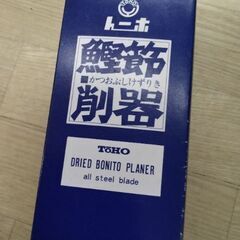 トーホー
鰹節
■かつおぶしけずりき
削器
TōHO
DRIED BONITO PLANER
all steel blade